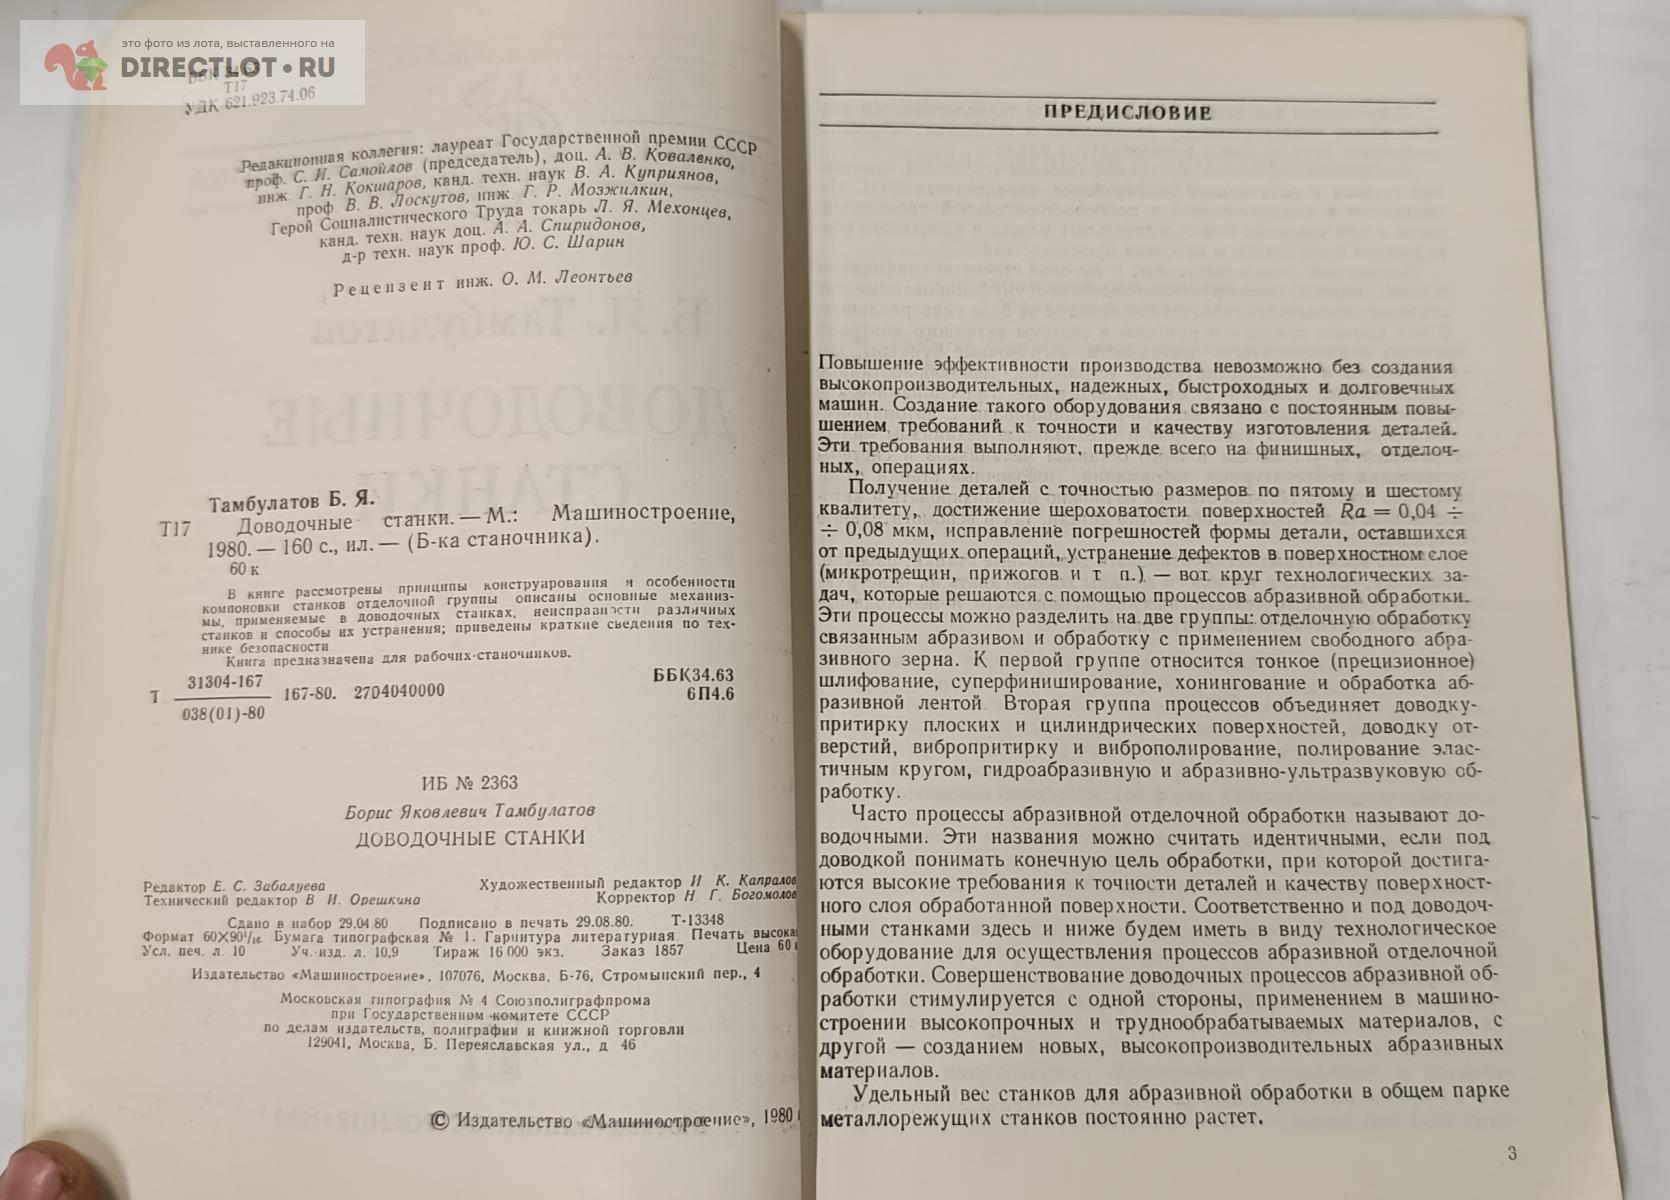 это фото из лота, выставленного на
DIRECTLOT•RU
Т17
УДК 621.923.74.06
Редакционная коллегия: лауреат Государственной премии СССР
проф. С. И. Самойлов (председатель), доц. А. В. Коваленко,
инж. Г. Н. Кокшаров, канд. техн. наук В. А. Куприянов,
проф В. В. Лоскутов, инж. Г. Р. Мозжилкин,
Герой Социалистического Труда токарь Л. Я. Мехонцев,
канд. техн. наук доц. А. А. Спиридонов,
д-р техн. наук проф. Ю. С. Шарин
Рецензент инж. О. М. Леонтьев
Тамбулатов Б. Я.
Т17 Доводочные станки. — М.: Машиностроение,
1980. — 160 с., ил. — (Б-ка станочника).
60 к
В книге рассмотрены принципы конструирования и особенности
компоновки станков отделочной группы описаны основные механиз-
мы, применяемые в доводочных станках, неисправности различных
станков и способы их устранения; приведены краткие сведения по тех-
нике безопасности
Книга предназначена для рабочих-станочников.
Т 31304-167 167-80. 2704040000
038(01)-80
ББК34.63
6П4.6
ИБ № 2363
Борис Яковлевич Тамбулатов
ДОВОДОЧНЫЕ СТАНКИ
Редактор Е. С. Забалуева Художественный редактор И К. Капралов
Технический редактор В И. Орешкина Корректор Н Г. Богомолов
Сдано в набор 29.04 80 Подписано в печать 29.08.80. Т-13348
Формат 60×90¹/₁₆ Бумага типографская № 1. Гарнитура литературная. Печать высока
Усл. печ. л. 10 Уч.-изд. л. 10,9 Тираж 16 000 экз. Заказ 1857 Цена 60
Издательство «Машиностроение», 107076, Москва, Б-76, Стромынский пер., 4
Московская типография № 4 Союзполиграфпрома
при Государственном комитете СССР
по делам издательств, полиграфии и книжной торговли
129041, Москва, Б. Переяславская ул., д 46
© Издательство «Машиностроение», 1980
ПРЕДИСЛОВИЕ
Повышение эффективности производства невозможно без создания
высокопроизводительных, надежных, быстроходных и долговечных
машин. Создание такого оборудования связано с постоянным повы-
шением требований к точности и качеству изготовления деталей.
Эти требования выполняют, прежде всего на финишных, отделоч-
ных, операциях.
Получение деталей с точностью размеров по пятому и шестому
квалитету, достижение шероховатости поверхностей Ra = 0,04 ÷
÷ 0,08 мкм, исправление погрешностей формы детали, оставшихся
от предыдущих операций, устранение дефектов в поверхностном слое
(микротрещин, прижогов и т п.), — вот круг технологических за-
дач, которые решаются с помощью процессов абразивной обработки.
Эти процессы можно разделить на две группы: отделочную обработку
связанным абразивом и обработку с применением свободного абра-
зивного зерна. К первой группе относится тонкое (прецизионное)
шлифование, суперфиниширование, хонингование и обработка аб-
разивной лентой. Вторая группа процессов объединяет доводку-
притирку плоских и цилиндрических поверхностей, доводку от-
верстий, вибропритирку и виброполирование, полирование элас-
тичным кругом, гидроабразивную и абразивно-ультразвуковую об-
работку.
Часто процессы абразивной отделочной обработки называют до-
водочными. Эти названия можно считать идентичными, если под
доводкой понимать конечную цель обработки, при которой достига-
ются высокие требования к точности деталей и качеству поверхност-
ного слоя обработанной поверхности. Соответственно и под доводоч-
ными станками здесь и ниже будем иметь в виду технологическое
оборудование для осуществления процессов абразивной отделочной
обработки. Совершенствование доводочных процессов абразивной об-
работки стимулируется с одной стороны, применением в машино-
строении высокопрочных и труднообрабатываемых материалов, с
другой — созданием новых, высокопроизводительных абразивных
материалов.
Удельный вес станков для абразивной обработки в общем парке
металлорежущих станков постоянно растет.
3